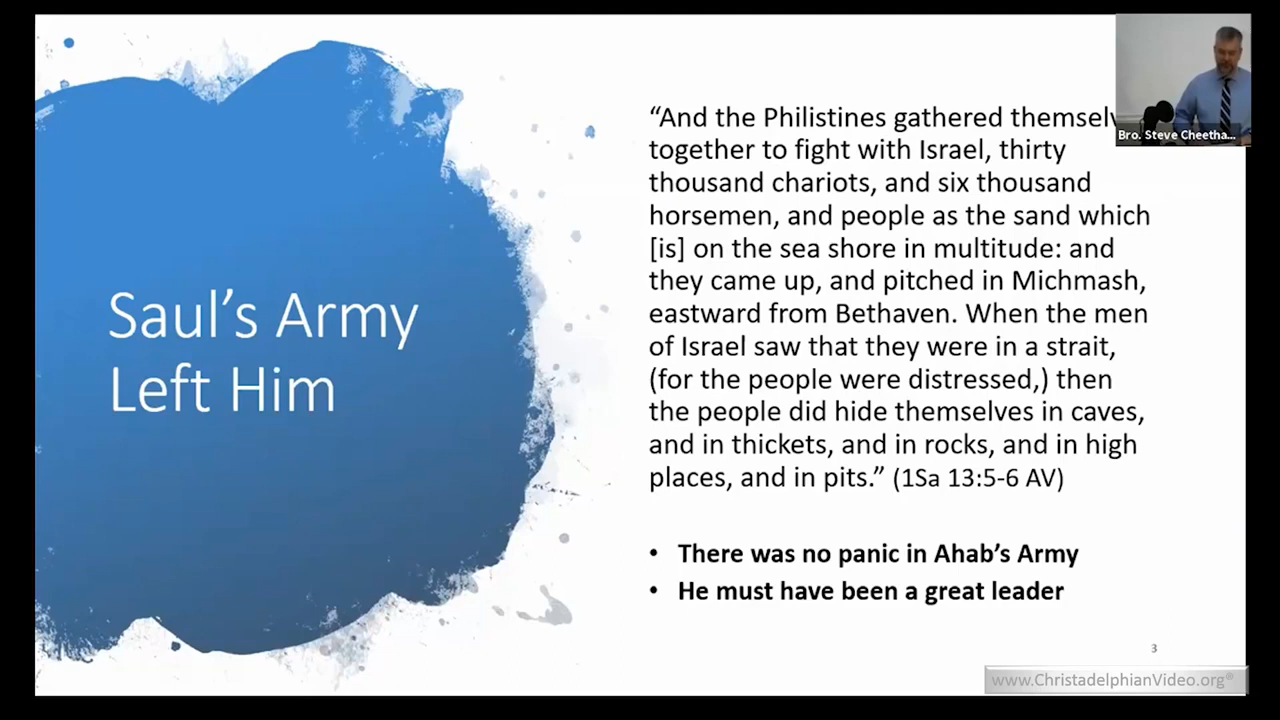 Saul’s Army
Left Him
“And the Philistines gathered themselv
together to fight with Israel, thirty
thousand chariots, and six thousand
horsemen, and people as the sand which
[is] on the sea shore in multitude: and
they came up, and pitched in Michmash,
eastward from Bethaven. When the men
of Israel saw that they were in a strait,
(for the people were distressed,) then
the people did hide themselves in caves,
and in thickets, and in rocks, and in high
places, and in pits.” (1Sa 13:5-6 AV)
• There was no panic in Ahab’s Army
• He must have been a great leader
3
Bro. Steve Cheetha...
www.ChristadelphianVideo.org®